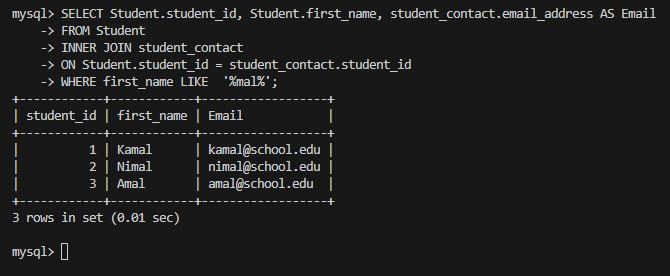 mysql> SELECT Student.student_id, Student.first_name, student_contact.email_address AS Email
    -> FROM Student
    -> INNER JOIN student_contact
    -> ON Student.student_id = student_contact.student_id
    -> WHERE first_name LIKE  '%mal%';
+------------+------------+------------------+
| student_id | first_name | Email            |
+------------+------------+------------------+
|          1 | Kamal      | kamal@school.edu |
|          2 | Nimal      | nimal@school.edu |
|          3 | Amal       | amal@school.edu  |
+------------+------------+------------------+
3 rows in set (0.01 sec)
mysql>